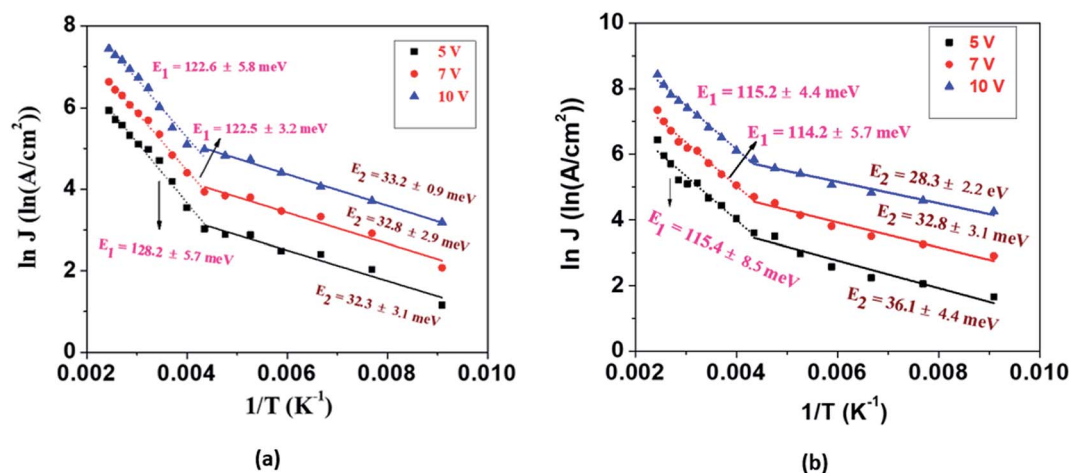 8
6
4
2
0
ln J (ln(A/cm²)
5 V
7 V
10 V
E₁ = 122.6 ± 5.8 meV
E₁ = 122.5 ± 3.2 meV
E₂ = 33.2 ± 0.9 meV
E₂ = 32.8 ± 2.9 meV
E₁ = 128.2 ± 5.7 meV
E₂ = 32.3 ± 3.1 meV
0.002 0.004 0.006 0.008 0.010
1/T (K⁻¹)
(a)
10
8
6
4
2
0
ln J (ln(A/cm²))
5 V
7 V
10 V
E₁ = 115.2 ± 4.4 meV
E₁ = 114.2 ± 5.7 meV
E₂ = 28.3 ± 2.2 eV
E₂ = 32.8 ± 3.1 meV
E₁ = 115.4 ± 8.5 meV
E₂ = 36.1 ± 4.4 meV
0.002 0.004 0.006 0.008 0.010
1/T (K⁻¹)
(b)